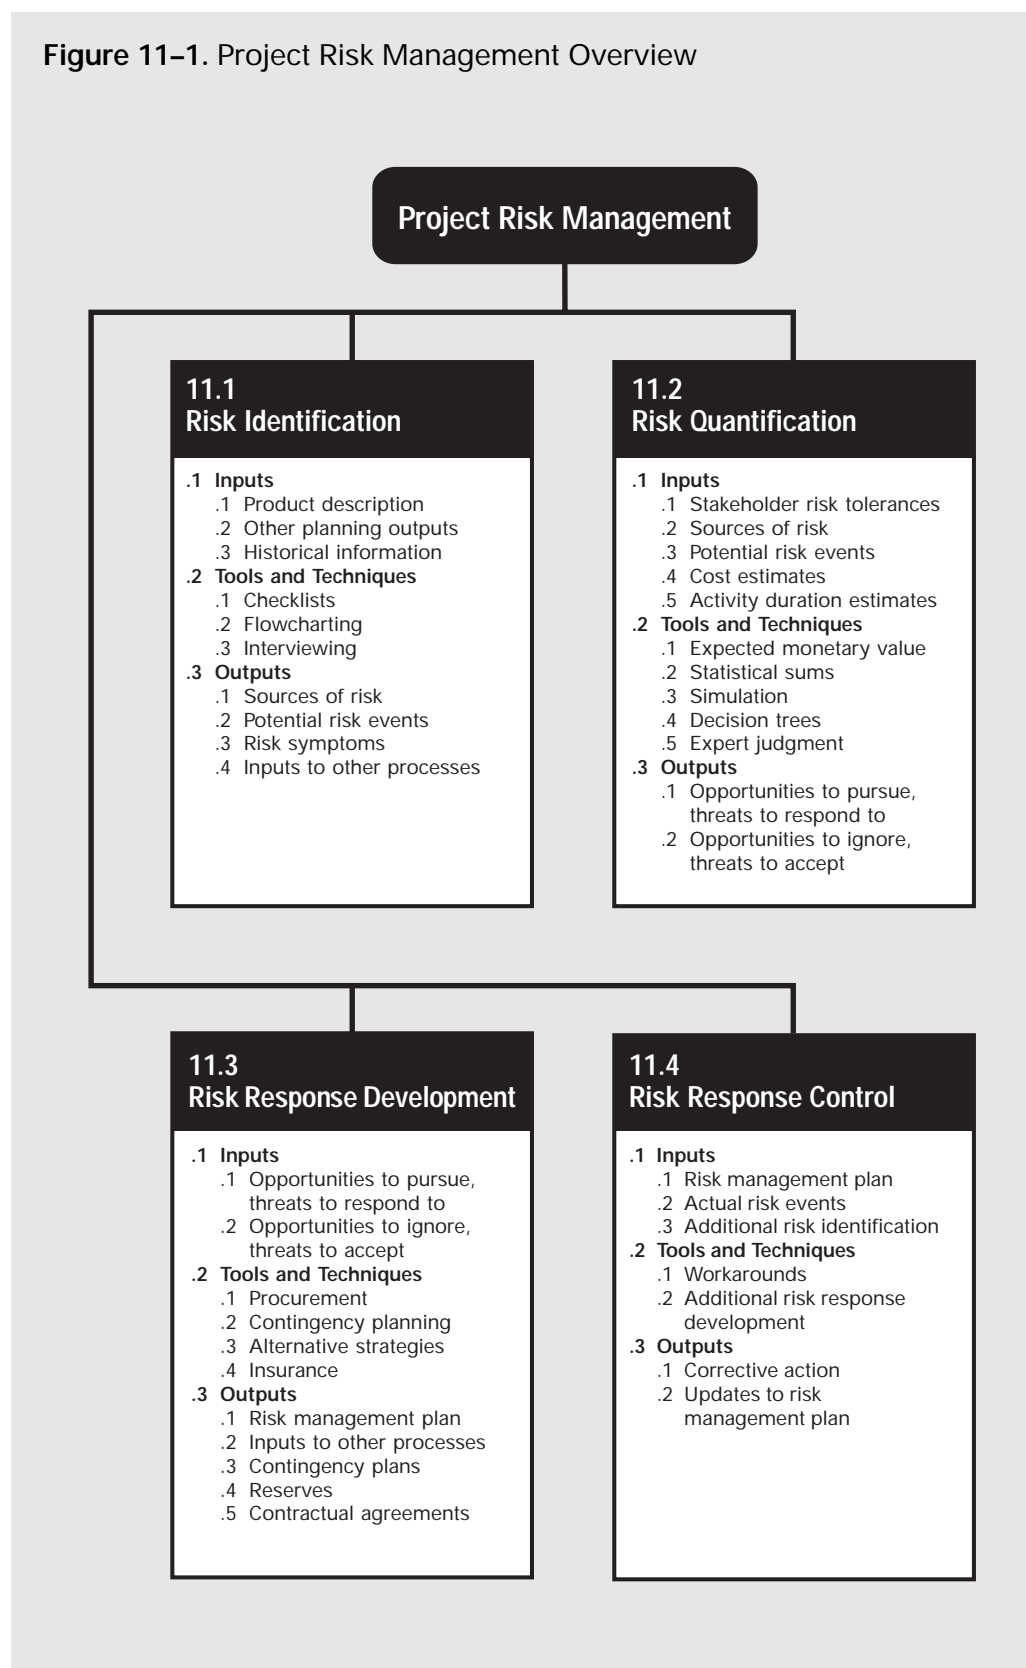 Figure 11–1. Project Risk Management Overview
Project Risk Management
11.1
Risk Identification
.1 Inputs
.1 Product description
.2 Other planning outputs
.3 Historical information
.2 Tools and Techniques
.1 Checklists
.2 Flowcharting
.3 Interviewing
.3 Outputs
.1 Sources of risk
.2 Potential risk events
.3 Risk symptoms
.4 Inputs to other processes
11.2
Risk Quantification
.1 Inputs
.1 Stakeholder risk tolerances
.2 Sources of risk
.3 Potential risk events
.4 Cost estimates
.5 Activity duration estimates
.2 Tools and Techniques
.1 Expected monetary value
.2 Statistical sums
.3 Simulation
.4 Decision trees
.5 Expert judgment
.3 Outputs
.1 Opportunities to pursue,
threats to respond to
.2 Opportunities to ignore,
threats to accept
11.3
Risk Response Development
.1 Inputs
.1 Opportunities to pursue,
threats to respond to
.2 Opportunities to ignore,
threats to accept
.2 Tools and Techniques
.1 Procurement
.2 Contingency planning
.3 Alternative strategies
.4 Insurance
.3 Outputs
.1 Risk management plan
.2 Inputs to other processes
.3 Contingency plans
.4 Reserves
.5 Contractual agreements
11.4
Risk Response Control
.1 Inputs
.1 Risk management plan
.2 Actual risk events
.3 Additional risk identification
.2 Tools and Techniques
.1 Workarounds
.2 Additional risk response
development
.3 Outputs
.1 Corrective action
.2 Updates to risk
management plan